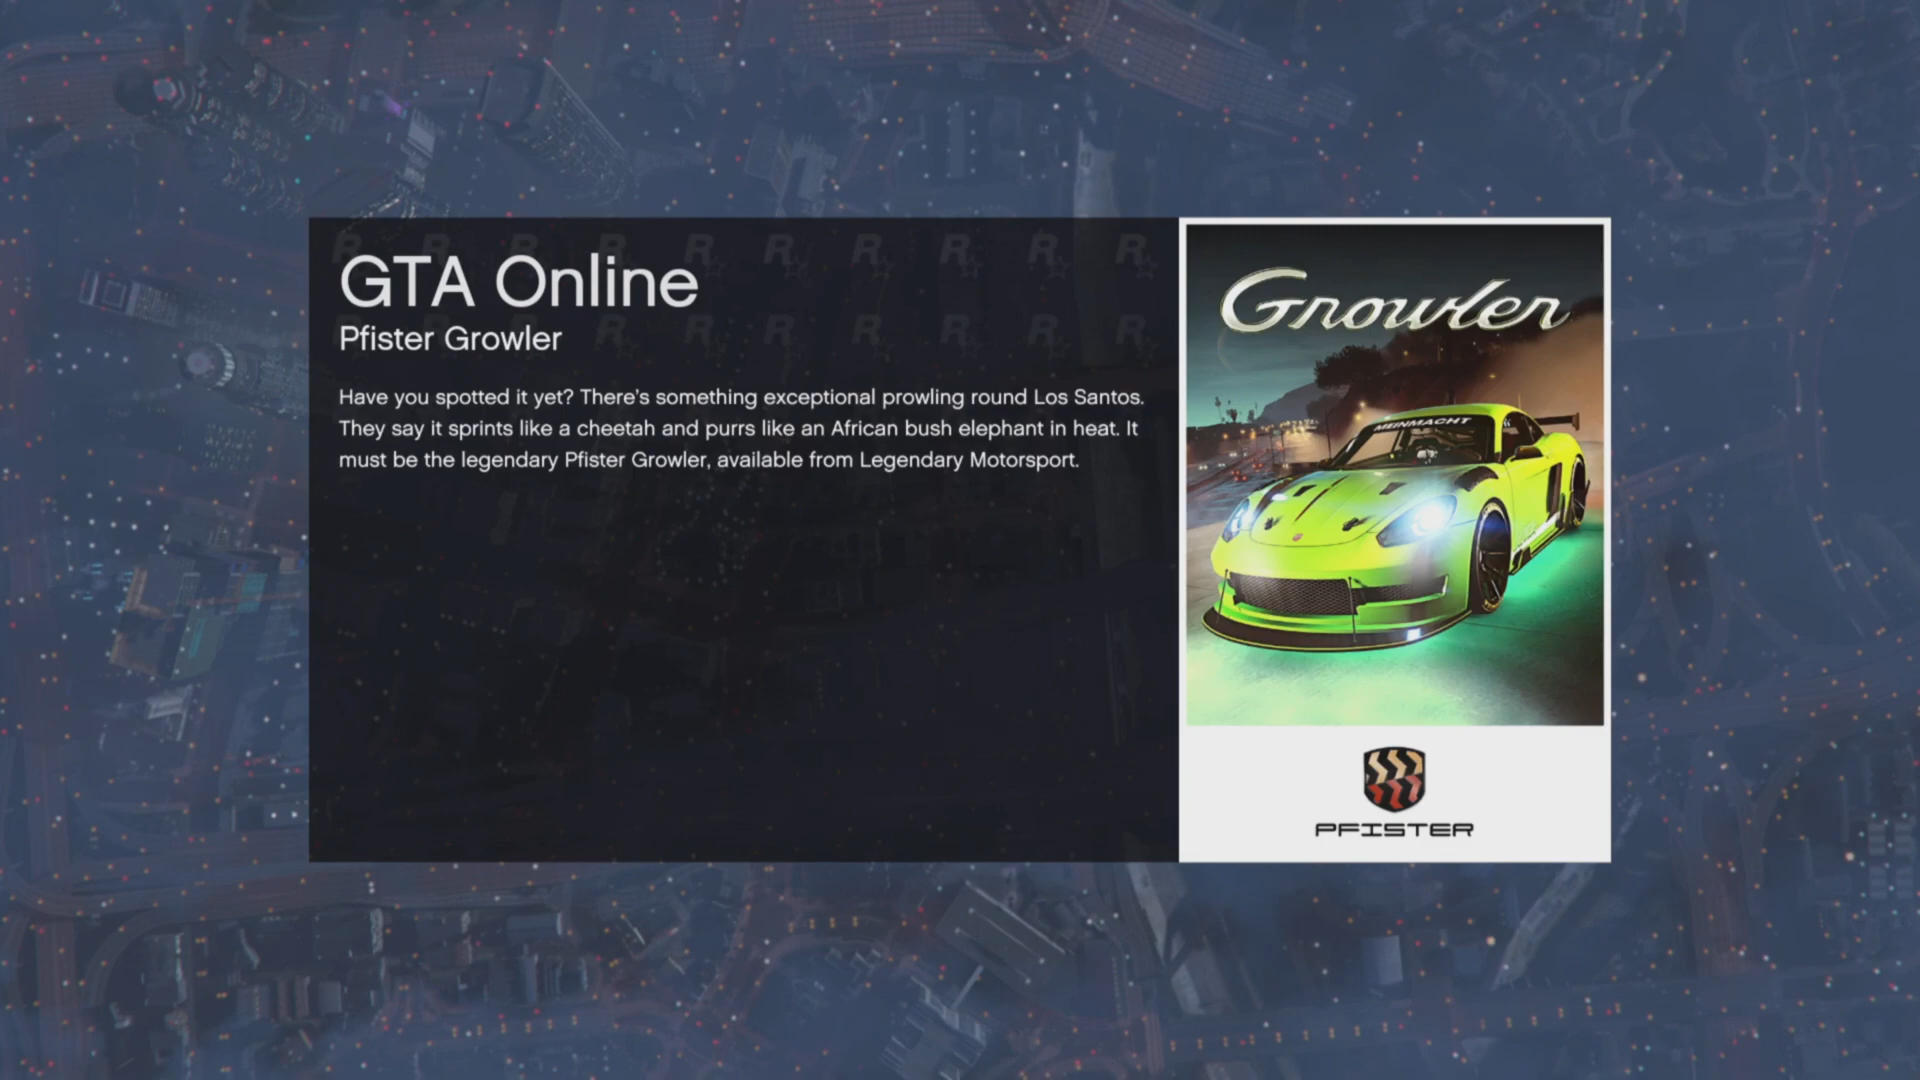 GTA Online
Pfister Growler
Have you spotted it yet? There's something exceptional prowling round Los Santos.
They say it sprints like a cheetah and purrs like an African bush elephant in heat. It
must be the legendary Pfister Growler, available from Legendary Motorsport.
Growler
MEINMACHT
PFISTER